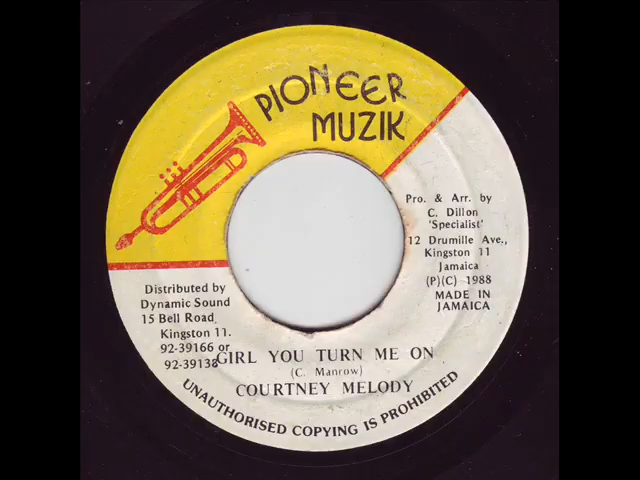 PIONEER
MUZIK
Pro. & Arr. by
C. Dillon
'Specialist'
12 Drumille Ave.,
Kingston 11
Jamaica
(P)(C) 1988
MADE IN
JAMAICA
Distributed by
Dynamic Sound
15 Bell Road,
Kingston 11.
92-39166 or
92-39138
GIRL YOU TURN ME ON
(C. Manrow)
COURTNEY MELODY
UNAUTHORISED COPYING IS PROHIBITED